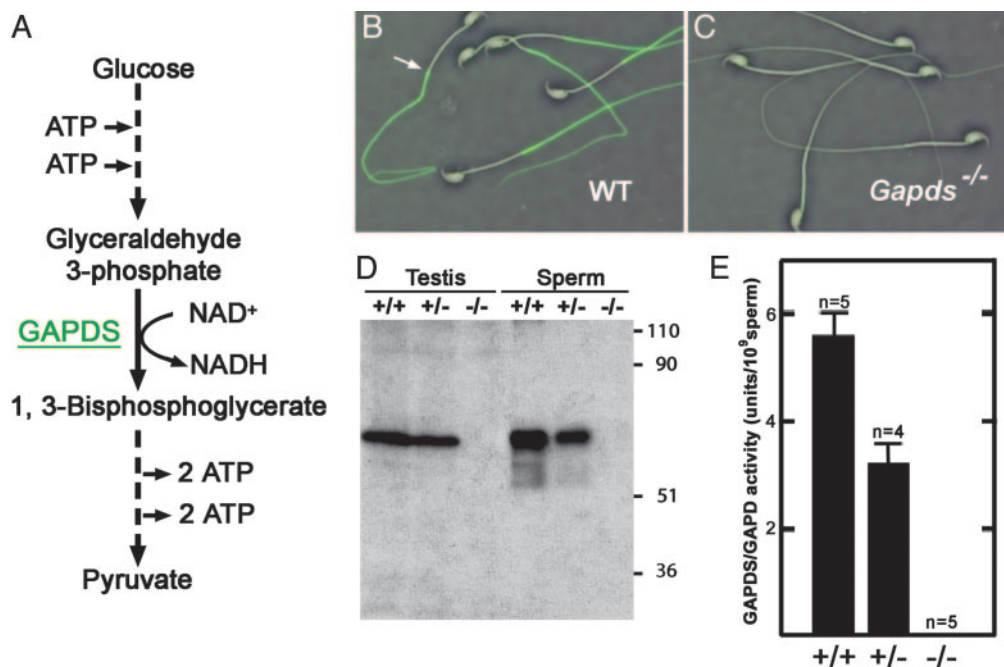 A
Glucose
ATP
ATP
Glyceraldehyde
3-phosphate
GAPDS
NAD+
NADH
1, 3-Bisphosphoglycerate
2 ATP
2 ATP
Pyruvate
B
WT
C
Gapds -/-
D
Testis Sperm
+/+ +/- -/- +/+ +/- -/-
110
90
51
36
E
GAPDS/GAPD activity (units/10⁹sperm)
6
4
2
n=5
n=4
n=5
+/+ +/- -/-